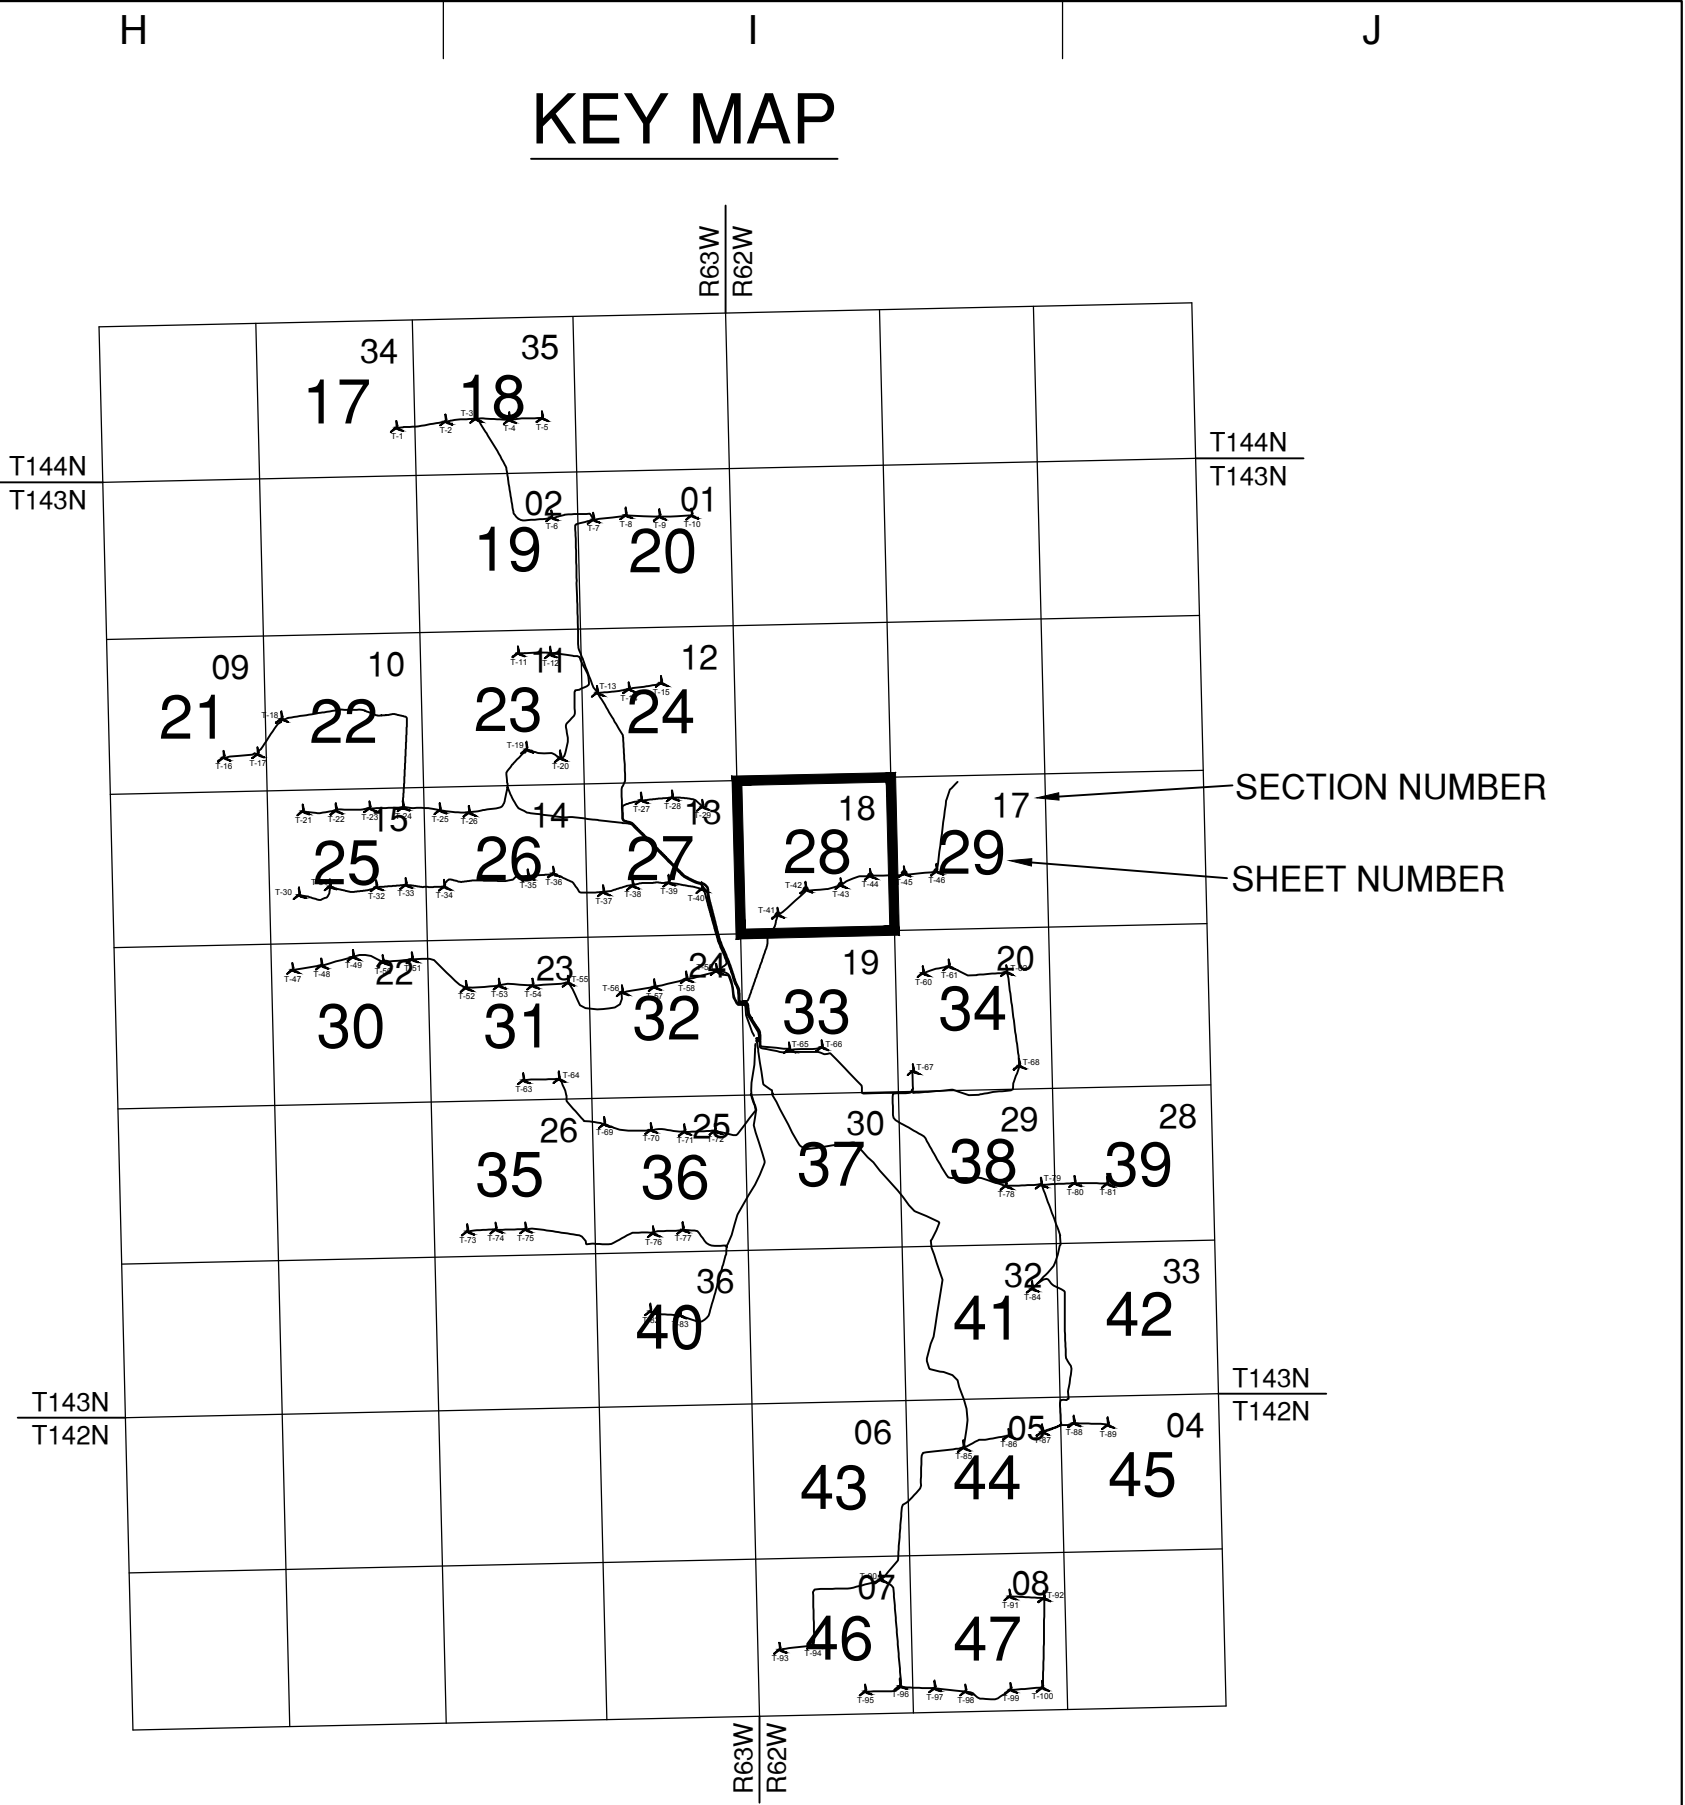 H I J
KEY MAP
R63W
R62W
34 35
17 18
T-1 T-2 T-3 T-4 T-5
T144N T144N
T143N T143N
02 01
T-6 T-7 T-8 T-9 T-10
19 20
09 10 11 12
T-11 T-12 T-13 T-15
21 22 23 24
T-16 T-17 T-18 T-19 T-20
15 14 13 18 17 SECTION NUMBER
T-21 T-22 T-23 T-24 T-25 T-26 T-27 T-28 T-29
25 26 27 28 29 SHEET NUMBER
T-30 T-32 T-33 T-34 T-35 T-36 T-37 T-38 T-39 T-40 T-41 T-42 T-43 T-44 T-45 T-46
22 23 24 19 20
T-47 T-48 T-49 T-50 T-51 T-52 T-53 T-54 T-55 T-56 T-57 T-58 T-60 T-61
30 31 32 33 34
T-63 T-64 T-65 T-66 T-67 T-68
26 25 30 29 28
T-69 T-70 T-71 T-72
35 36 37 38 39
T-73 T-74 T-75 T-76 T-77 T-78 T-79 T-80 T-81
36 32 33
T-83 T-84
40 41 42
T143N T143N
T142N T142N
06 05 04
T-85 T-86 T-87 T-88 T-89
43 44 45
07 08
T-90 T-91 T-92
46 47
T-93 T-94 T-95 T-96 T-97 T-98 T-99 T-100
R63W
R62W